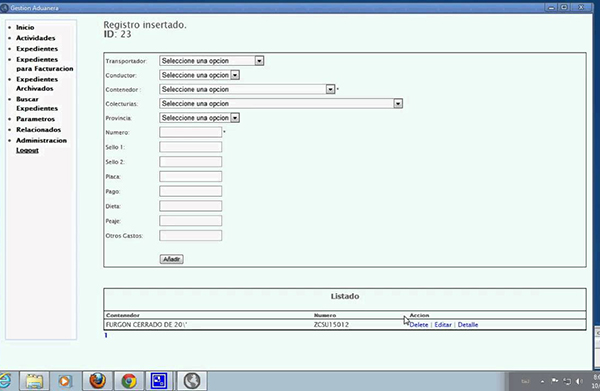 Gestion Aduanera
Inicio
Actividades
Expedientes
Expedientes
para Facturacion
Expedientes
Archivados
Buscar
Expedientes
Parametros
Relacionados
Administracion
Logout
Registro insertado.
ID: 23
Transportador: Seleccione una opcion
Conductor: Seleccione una opcion
Contenedor : Seleccione una opcion *
Colecturias: Seleccione una opcion
Provincia: Seleccione una opcion
Numero: *
Sello 1:
Sello 2:
Placa:
Pago:
Dieta:
Peaje:
Otros Gastos:
Añadir
Listado
Contenedor Numero Accion
FURGON CERRADO DE 20\' ZCSU15012 Delete | Editar | Detalle
1